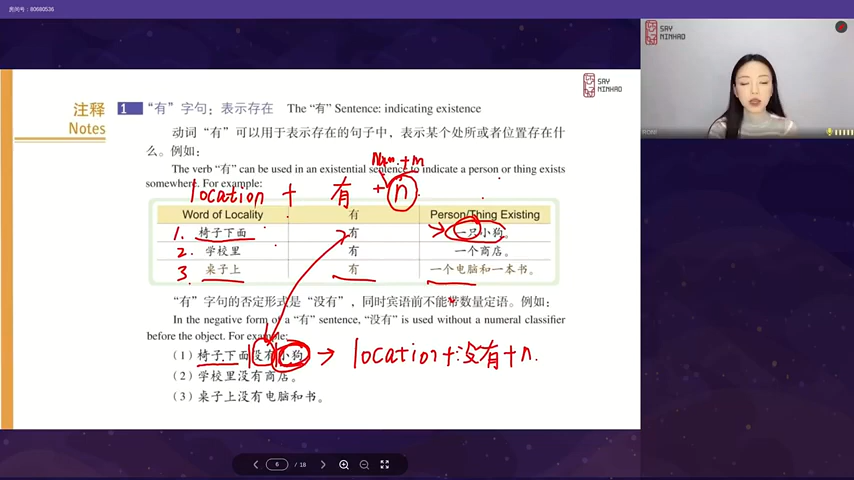 房间号：80680536
SAY
NINHAO
SAY
NINHAO
注释
Notes
1 “有”字句：表示存在 The “有” Sentence: indicating existence
动词“有”可以用于表示存在的句子中，表示某个处所或者位置存在什
么。例如：
The verb “有” can be used in an existential sentence to indicate a person or thing exists
somewhere. For example:
Num + m
location + 有 + n
Word of Locality 有 Person/Thing Existing
1. 椅子下面 有 一只小狗。
2. 学校里 有 一个商店。
3. 桌子上 有 一个电脑和一本书。
“有”字句的否定形式是“没有”，同时宾语前不能带数量定语。例如：
In the negative form of a “有” sentence, “没有” is used without a numeral classifier
before the object. For example:
（1）椅子下面没有小狗 → location + 没有 + n.
（2）学校里没有商店。
（3）桌子上没有电脑和书。
6 / 18